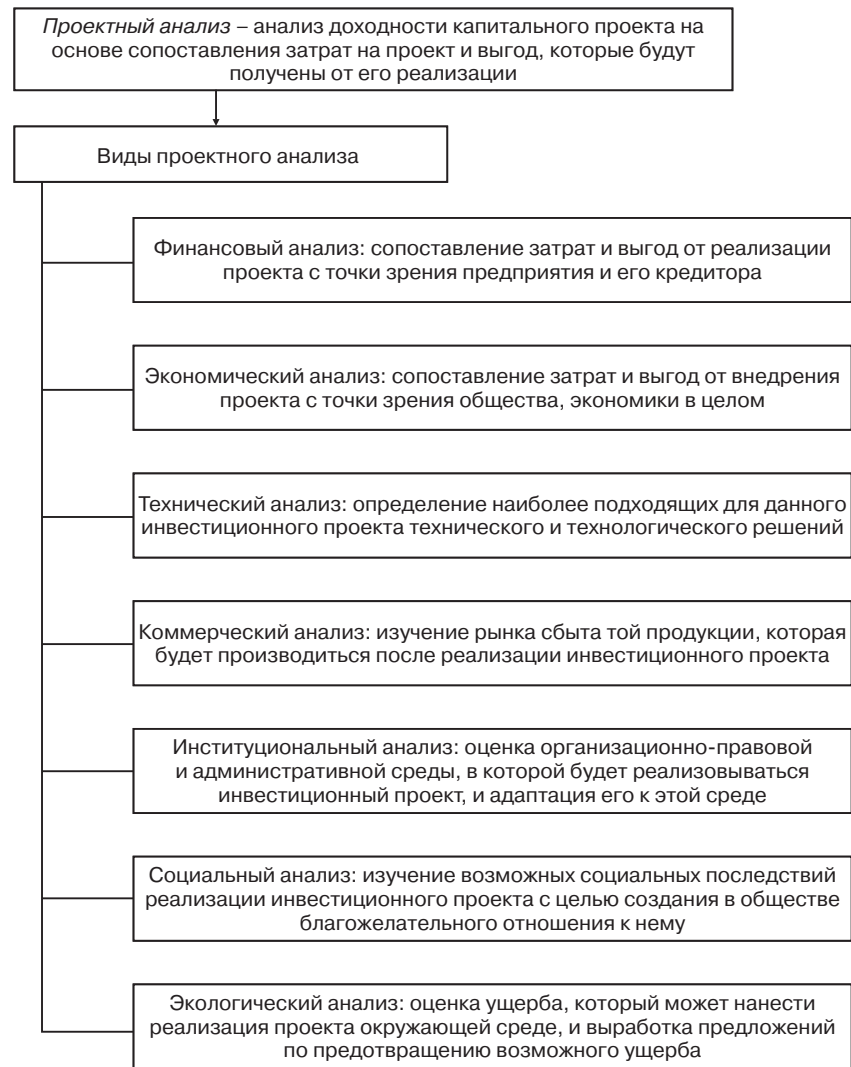 Проектный анализ – анализ доходности капитального проекта на
основе сопоставления затрат на проект и выгод, которые будут
получены от его реализации
Виды проектного анализа
Финансовый анализ: сопоставление затрат и выгод от реализации
проекта с точки зрения предприятия и его кредитора
Экономический анализ: сопоставление затрат и выгод от внедрения
проекта с точки зрения общества, экономики в целом
Технический анализ: определение наиболее подходящих для данного
инвестиционного проекта технического и технологического решений
Коммерческий анализ: изучение рынка сбыта той продукции, которая
будет производиться после реализации инвестиционного проекта
Институциональный анализ: оценка организационно-правовой
и административной среды, в которой будет реализовываться
инвестиционный проект, и адаптация его к этой среде
Социальный анализ: изучение возможных социальных последствий
реализации инвестиционного проекта с целью создания в обществе
благожелательного отношения к нему
Экологический анализ: оценка ущерба, который может нанести
реализация проекта окружающей среде, и выработка предложений
по предотвращению возможного ущерба